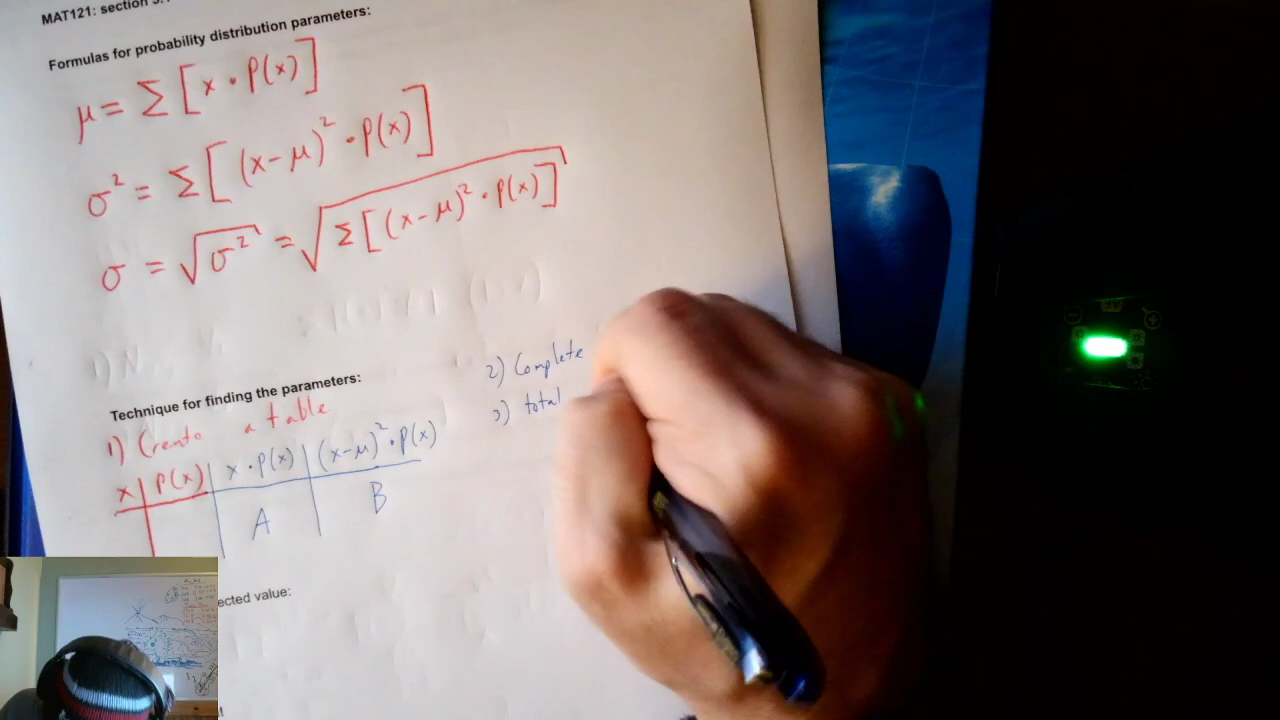 MAT121: section
Formulas for probability distribution parameters:
μ = Σ [x • P(x)]
σ² = Σ [(x-μ)² • P(x)]
σ = √σ² = √Σ[(x-μ)² • P(x)]
Technique for finding the parameters:
1) Create a table
x | P(x) | x • P(x) | (x-μ)² • P(x)
A B
2) Complete
3) total
ected value: